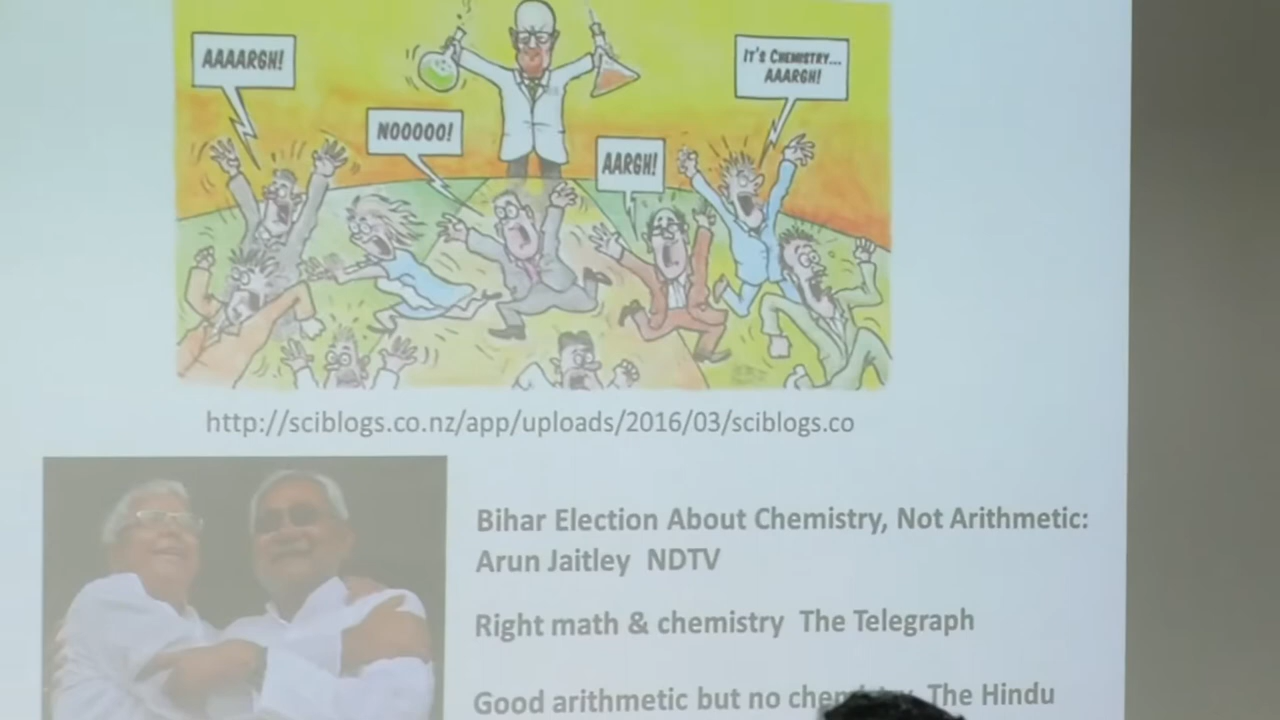 AAAARGH!
NOOOOO!
AARGH!
IT'S CHEMISTRY...
AAARGH!
http://sciblogs.co.nz/app/uploads/2016/03/sciblogs.co
Bihar Election About Chemistry, Not Arithmetic:
Arun Jaitley NDTV
Right math & chemistry The Telegraph
Good arithmetic but no The Hindu